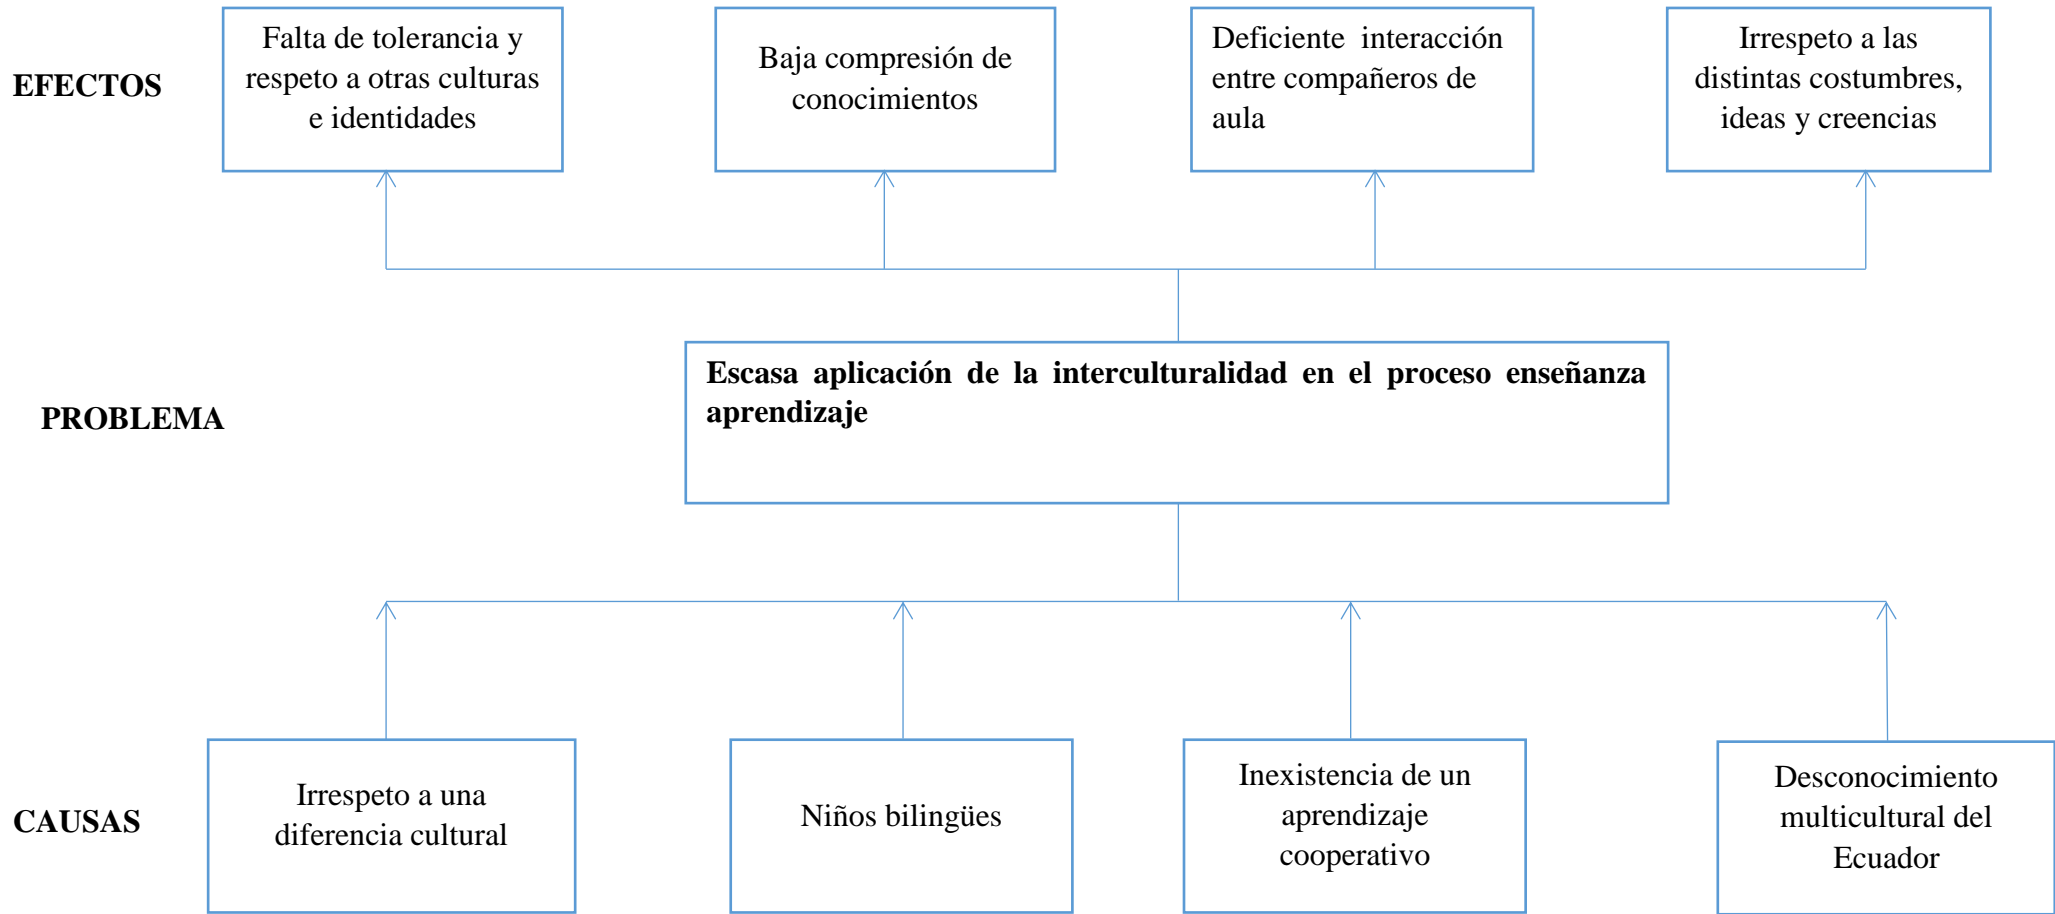 EFECTOS
Falta de tolerancia y
respeto a otras culturas
e identidades
Baja compresión de
conocimientos
Deficiente interacción
entre compañeros de
aula
Irrespeto a las
distintas costumbres,
ideas y creencias
PROBLEMA
Escasa aplicación de la interculturalidad en el proceso enseñanza
aprendizaje
CAUSAS
Irrespeto a una
diferencia cultural
Niños bilingües
Inexistencia de un
aprendizaje
cooperativo
Desconocimiento
multicultural del
Ecuador